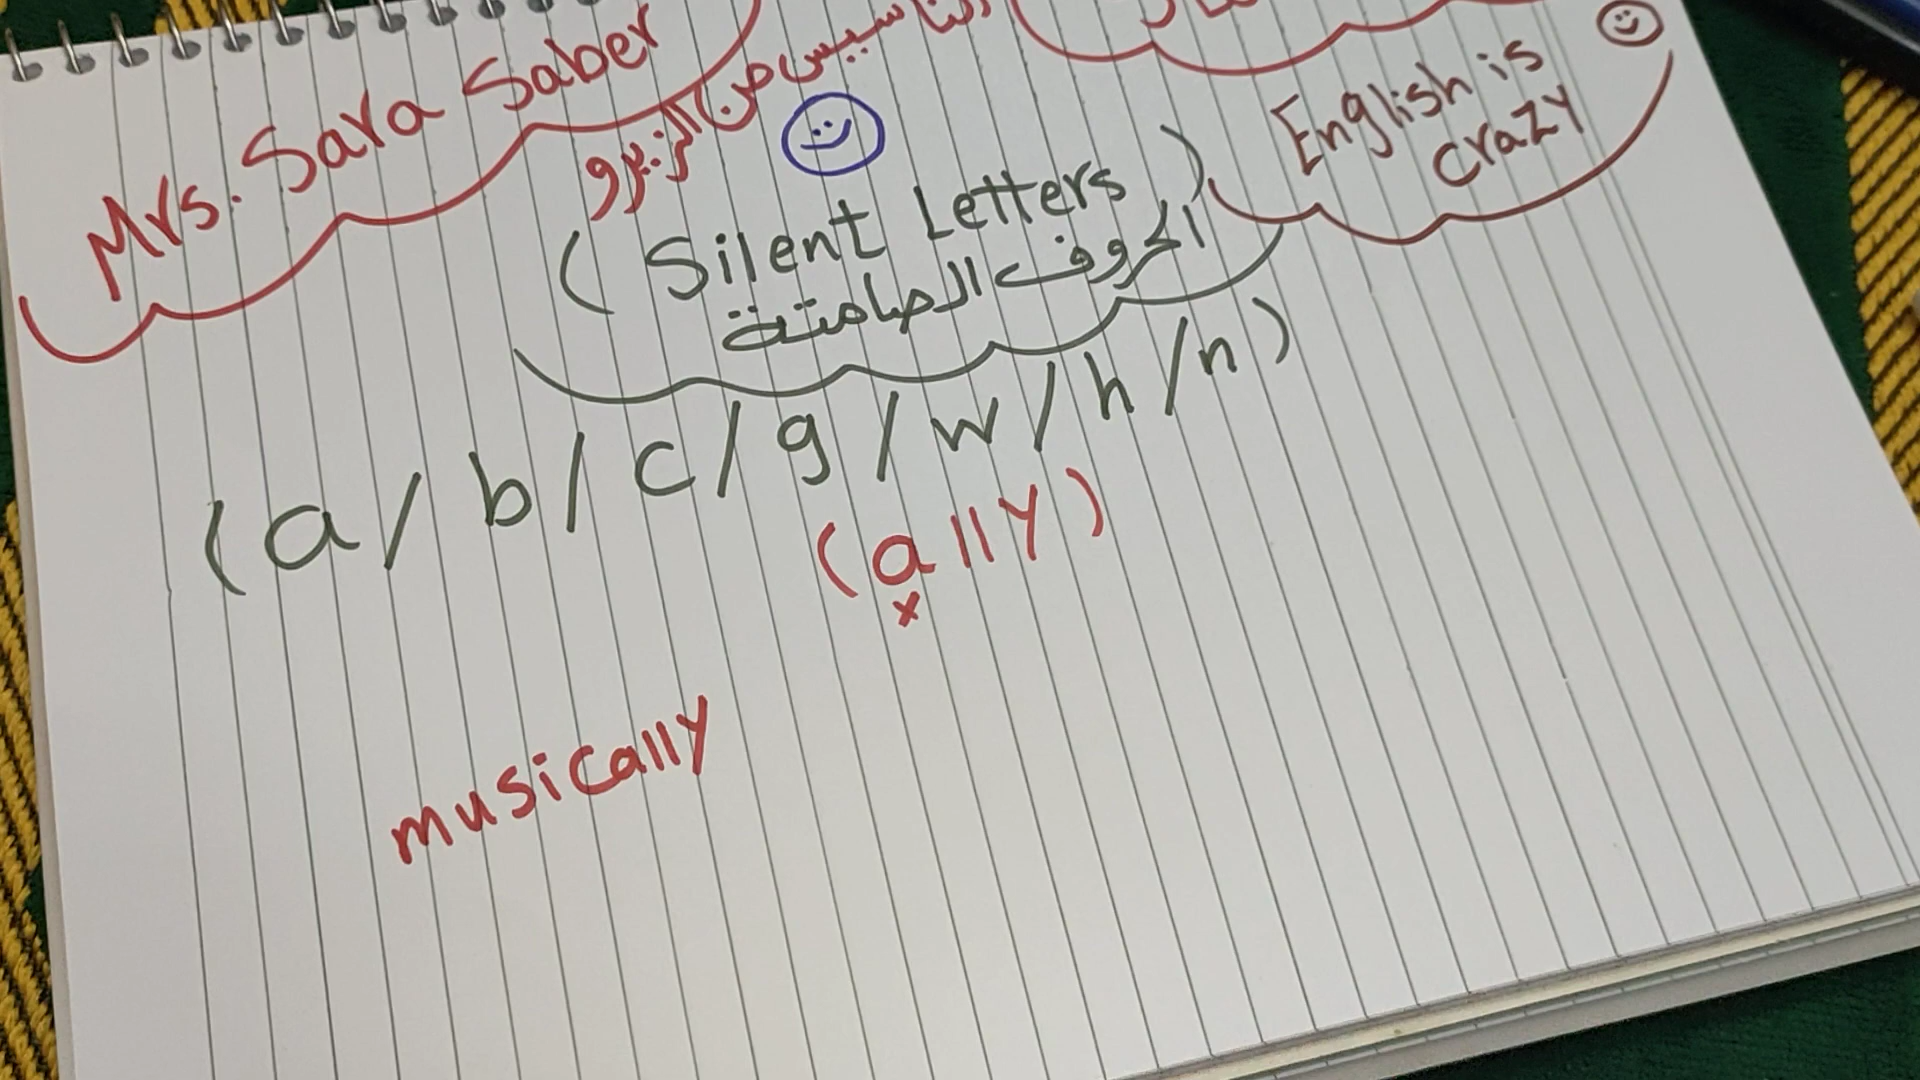 Mrs. Sara Saber
التأسيس من الزيرو
English is
crazy
(Silent Letters)
الحروف الصامتة
(a / b / c / g / w / h / n)
(ally)
x
musically